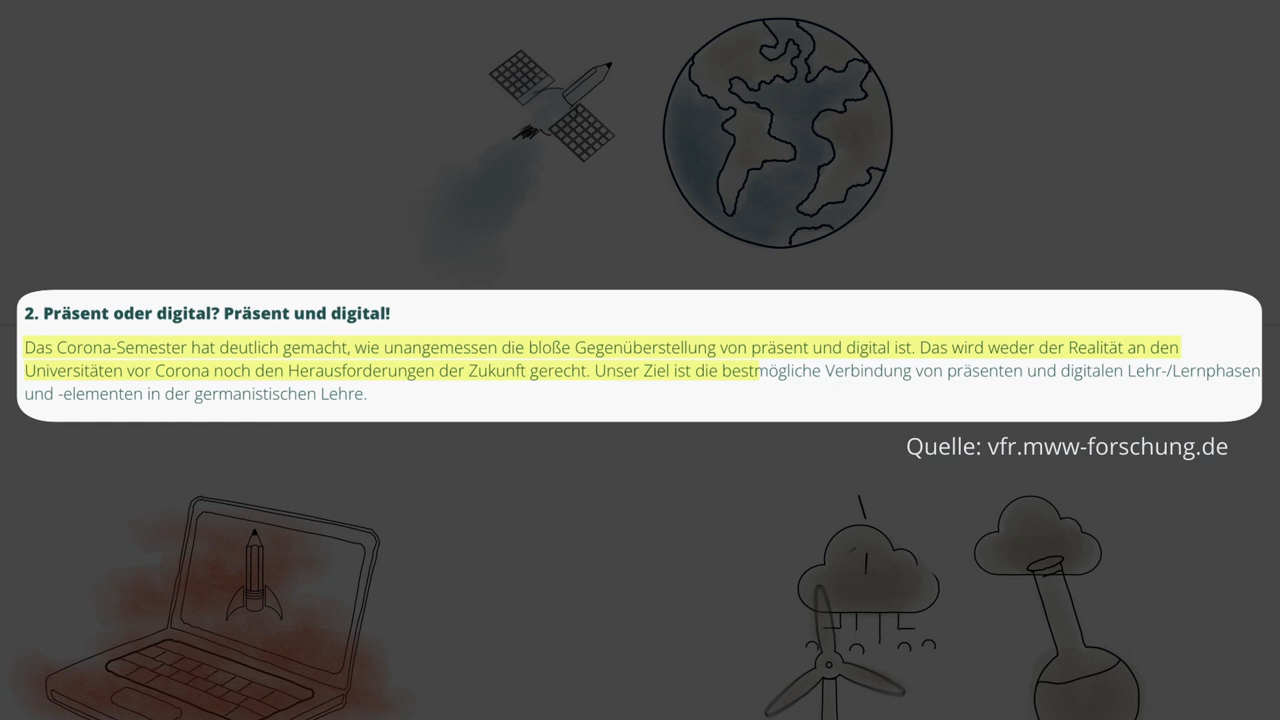 2. Präsent oder digital? Präsent und digital!
Das Corona-Semester hat deutlich gemacht, wie unangemessen die bloße Gegenüberstellung von präsent und digital ist. Das wird weder der Realität an den
Universitäten vor Corona noch den Herausforderungen der Zukunft gerecht. Unser Ziel ist die bestmögliche Verbindung von präsenten und digitalen Lehr-/Lernphasen
und -elementen in der germanistischen Lehre.
Quelle: vfr.mww-forschung.de